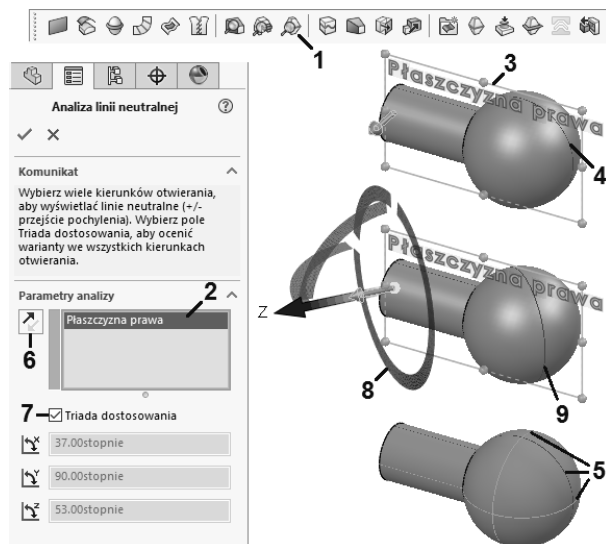 1
Analiza linii neutralnej
Komunikat
Wybierz wiele kierunków otwierania,
aby wyświetlać linie neutralne (+/-
przejście pochylenia). Wybierz pole
Triada dostosowania, aby ocenić
warianty we wszystkich kierunkach
otwierania.
Parametry analizy
2
Płaszczyzna prawa
6
7
Triada dostosowania
X
37.00stopnie
Y
90.00stopnie
Z
53.00stopnie
3
Płaszczyzna prawa
4
Płaszczyzna prawa
Z
8
9
5